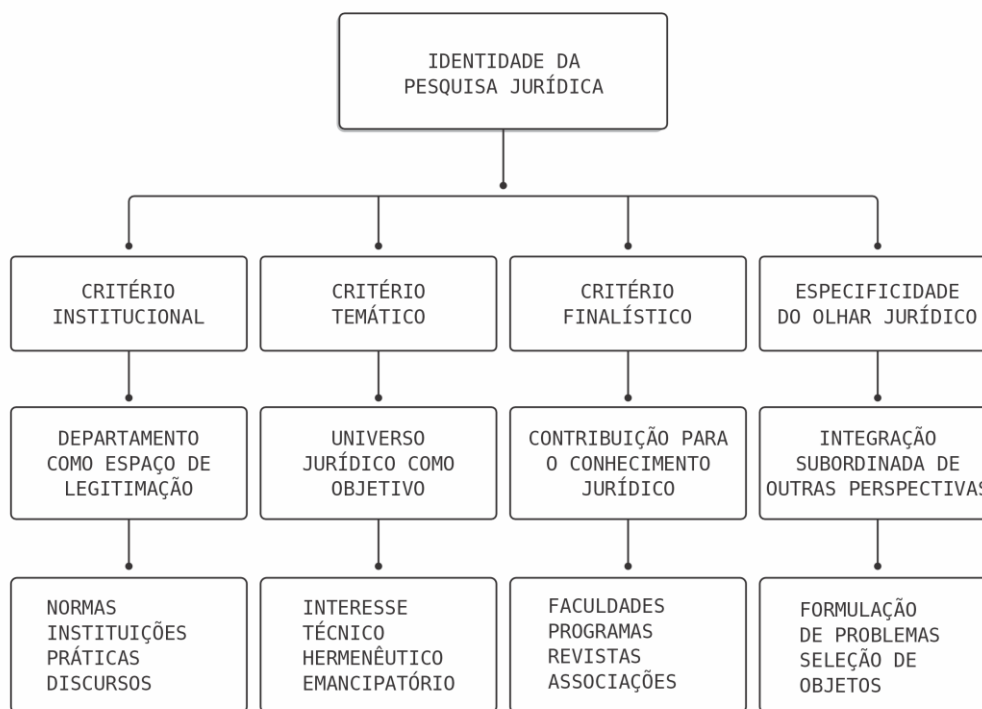 IDENTIDADE DA
PESQUISA JURÍDICA
CRITÉRIO
INSTITUCIONAL
CRITÉRIO
TEMÁTICO
CRITÉRIO
FINALÍSTICO
ESPECIFICIDADE
DO OLHAR JURÍDICO
DEPARTAMENTO
COMO ESPAÇO DE
LEGITIMAÇÃO
UNIVERSO
JURÍDICO COMO
OBJETIVO
CONTRIBUIÇÃO PARA
O CONHECIMENTO
JURÍDICO
INTEGRAÇÃO
SUBORDINADA DE
OUTRAS PERSPECTIVAS
NORMAS
INSTITUIÇÕES
PRÁTICAS
DISCURSOS
INTERESSE
TÉCNICO
HERMENÊUTICO
EMANCIPATÓRIO
FACULDADES
PROGRAMAS
REVISTAS
ASSOCIAÇÕES
FORMULAÇÃO
DE PROBLEMAS
SELEÇÃO DE
OBJETOS